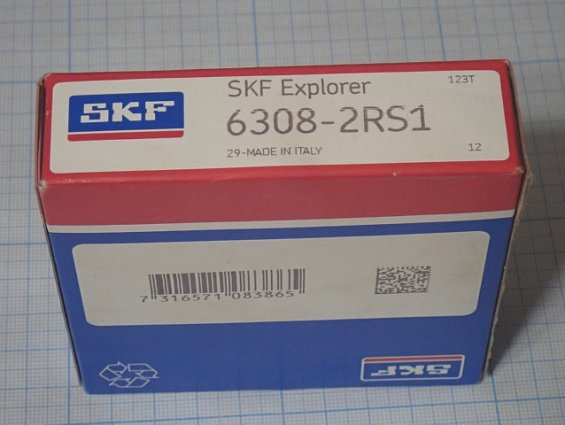 SKF
SKF Explorer
123T
6308-2RS1
29-MADE IN ITALY
12
7 316571 083865
SKF